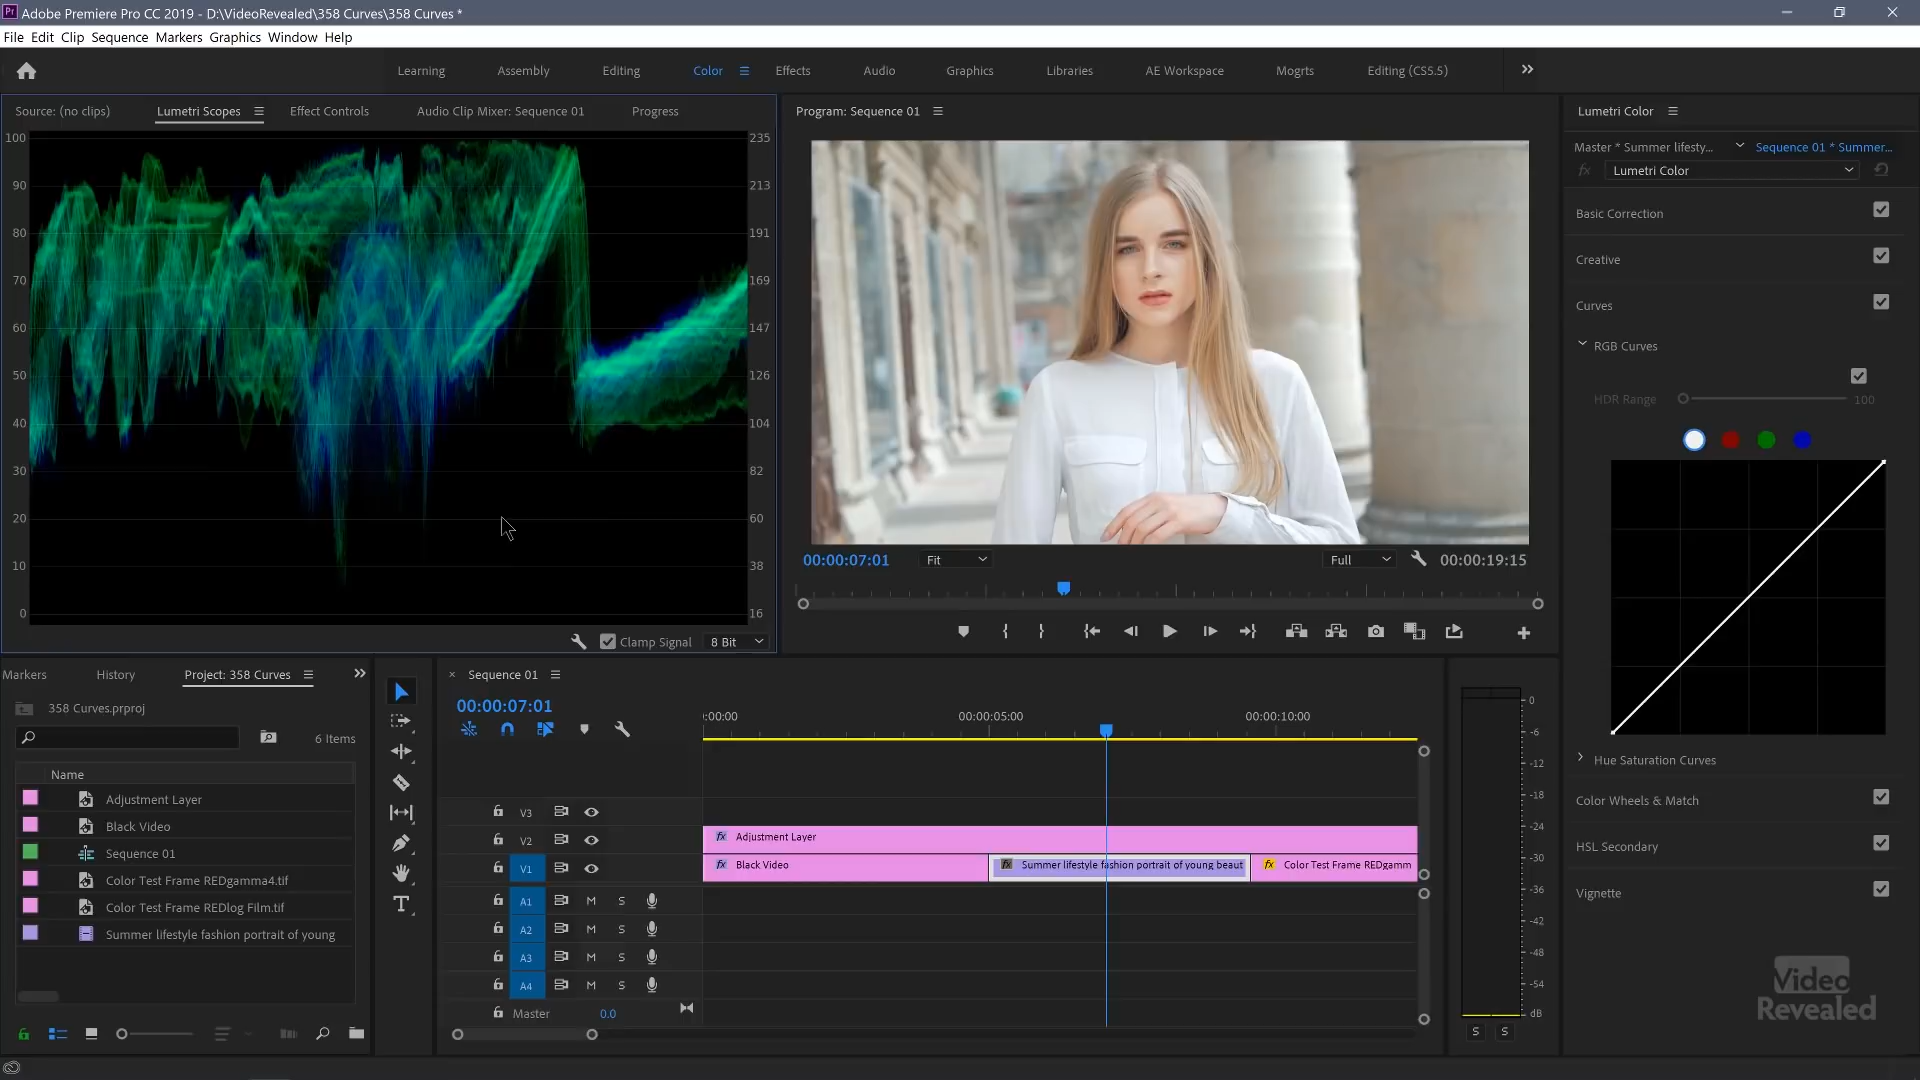 Pr Adobe Premiere Pro CC 2019 - D:\VideoRevealed\358 Curves\358 Curves *
File Edit Clip Sequence Markers Graphics Window Help
Learning Assembly Editing Color Effects Audio Graphics Libraries AE Workspace Mogrts Editing (CS5.5)
Source: (no clips) Lumetri Scopes Effect Controls Audio Clip Mixer: Sequence 01 Progress
100 235
90 213
80 191
70 169
60 147
50 126
40 104
30 82
20 60
10 38
0 16
Clamp Signal 8 Bit
Program: Sequence 01
00:00:07:01 Fit Full 00:00:19:15
Lumetri Color
Master * Summer lifesty... Sequence 01 * Summer...
fx Lumetri Color
Basic Correction
Creative
Curves
RGB Curves
HDR Range 100
Hue Saturation Curves
Color Wheels & Match
HSL Secondary
Vignette
Video
Revealed
Markers History Project: 358 Curves
358 Curves.prproj
6 Items
Name
Adjustment Layer
Black Video
Sequence 01
Color Test Frame REDgamma4.tif
Color Test Frame REDlog Film.tif
Summer lifestyle fashion portrait of young
T
× Sequence 01
00:00:07:01
:00:00 00:00:05:00 00:00:10:00
V3
V2 fx Adjustment Layer
V1 fx Black Video fx Summer lifestyle fashion portrait of young beaut fx Color Test Frame REDgamm
A1 M S
A2 M S
A3 M S
A4 M S
Master 0.0
0
-6
-12
-18
-24
-30
-36
-42
-48
-54
dB
S S